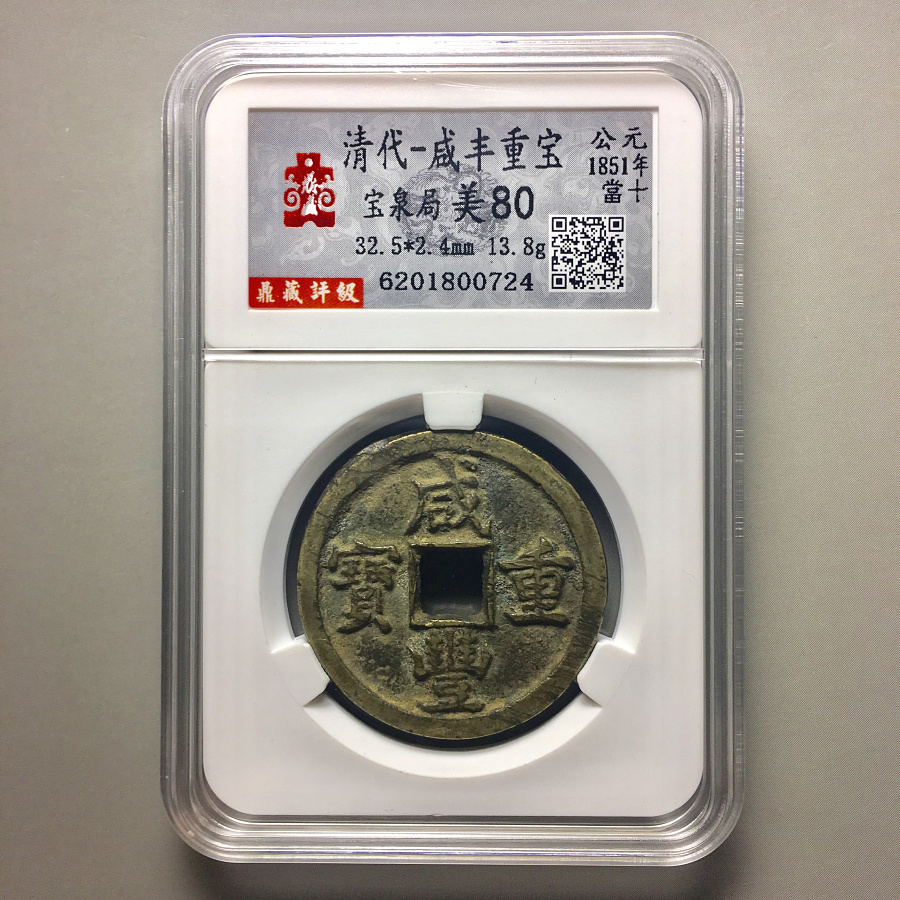 清代-咸丰重宝
公元
1851年
當十
宝泉局 美80
32.5*2.4mm 13.8g
鼎藏評級
6201800724
咸
寶 重
豐